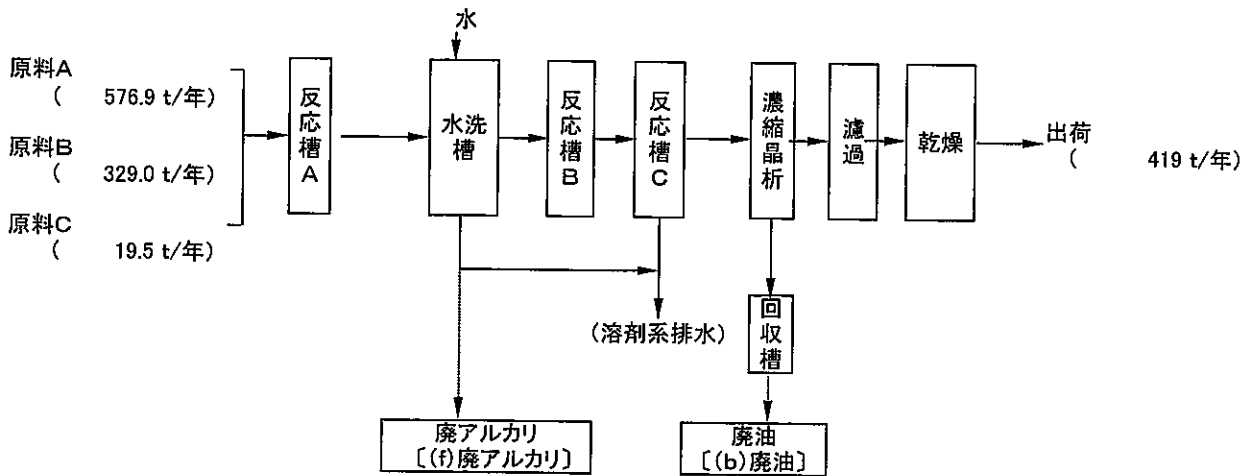 水
原料A
( 576.9 t/年)
原料B
( 329.0 t/年)
原料C
( 19.5 t/年)
反応槽A
水洗槽
反応槽B
反応槽C
濃縮晶析
濾過
乾燥
出荷
( 419 t/年)
(溶剤系排水)
回収槽
廃アルカリ
[(f)廃アルカリ]
廃油
[(b)廃油]